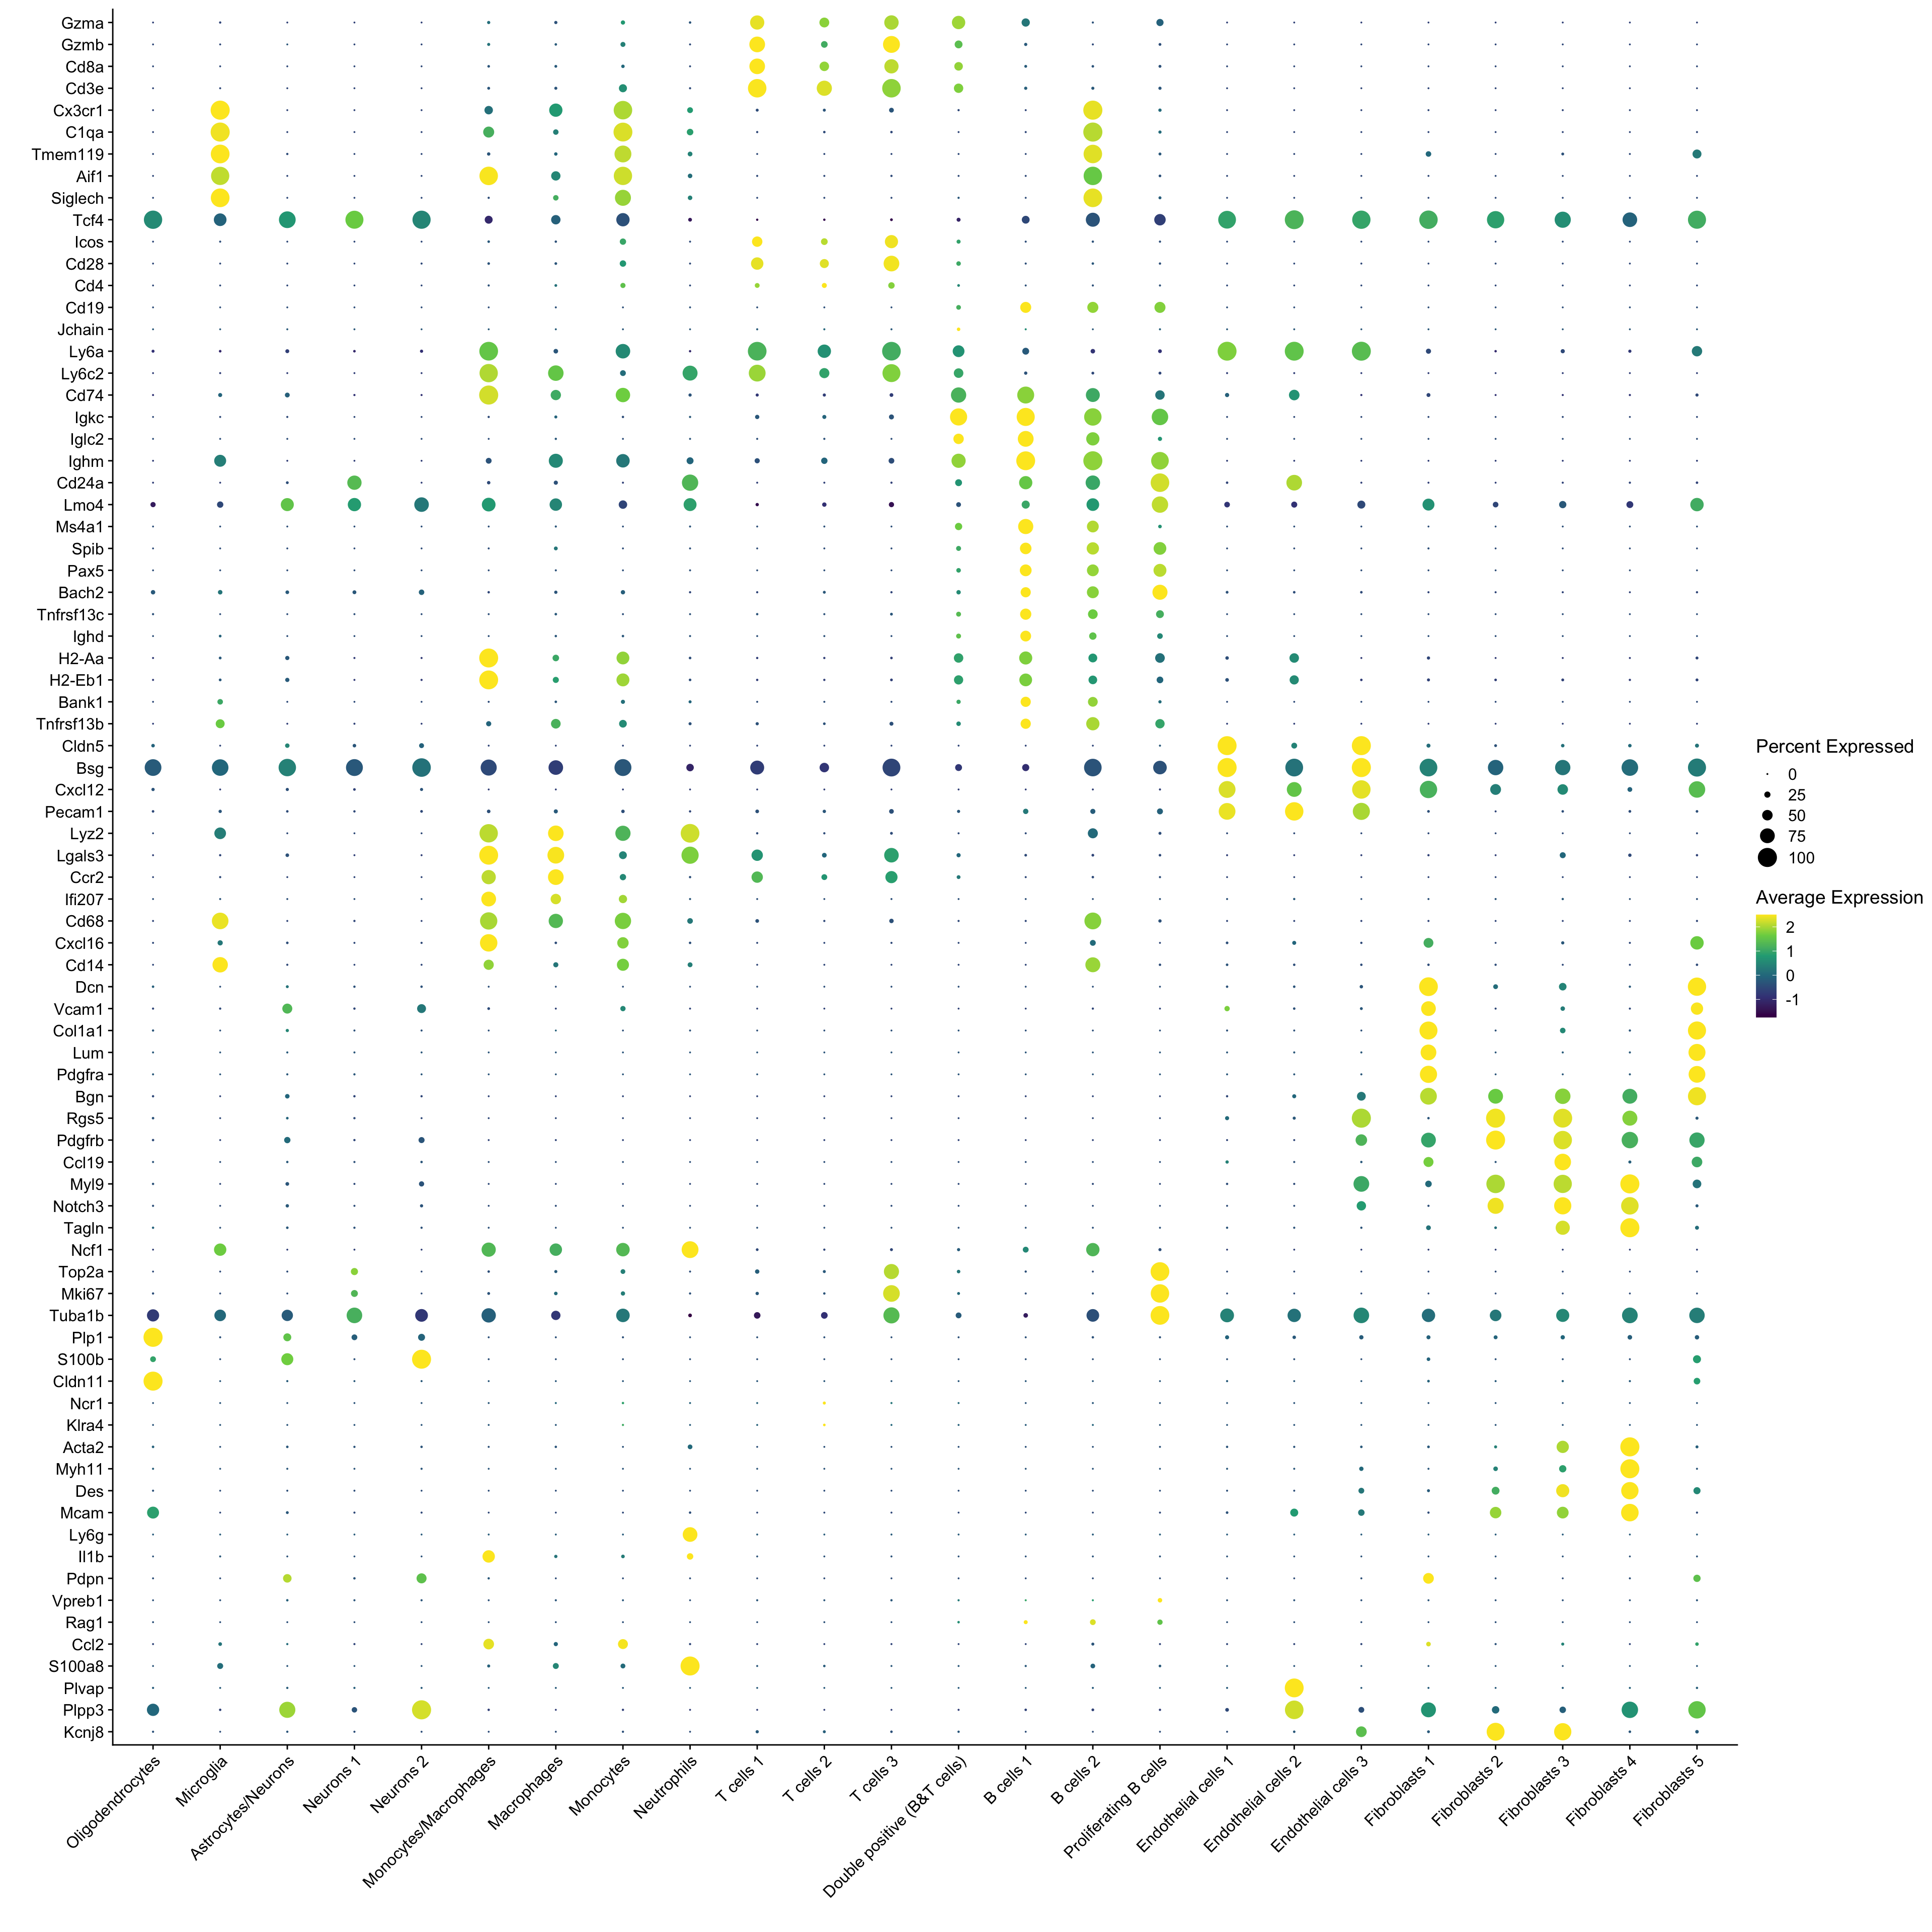 Gzma
Gzmb
Cd8a
Cd3e
Cx3cr1
C1qa
Tmem119
Aif1
Siglech
Tcf4
Icos
Cd28
Cd4
Cd19
Jchain
Ly6a
Ly6c2
Cd74
Igkc
Iglc2
Ighm
Cd24a
Lmo4
Ms4a1
Spib
Pax5
Bach2
Tnfrsf13c
Ighd
H2-Aa
H2-Eb1
Bank1
Tnfrsf13b
Cldn5
Bsg
Cxcl12
Pecam1
Lyz2
Lgals3
Ccr2
Ifi207
Cd68
Cxcl16
Cd14
Dcn
Vcam1
Col1a1
Lum
Pdgfra
Bgn
Rgs5
Pdgfrb
Ccl19
Myl9
Notch3
Tagln
Ncf1
Top2a
Mki67
Tuba1b
Plp1
S100b
Cldn11
Ncr1
Klra4
Acta2
Myh11
Des
Mcam
Ly6g
Il1b
Pdpn
Vpreb1
Rag1
Ccl2
S100a8
Plvap
Plpp3
Kcnj8
Oligodendrocytes
Microglia
Astrocytes/Neurons
Neurons 1
Neurons 2
Monocytes/Macrophages
Macrophages
Monocytes
Neutrophils
T cells 1
T cells 2
T cells 3
Double positive (B&T cells)
B cells 1
B cells 2
Proliferating B cells
Endothelial cells 1
Endothelial cells 2
Endothelial cells 3
Fibroblasts 1
Fibroblasts 2
Fibroblasts 3
Fibroblasts 4
Fibroblasts 5
Percent Expressed
0
25
50
75
100
Average Expression
2
1
0
-1